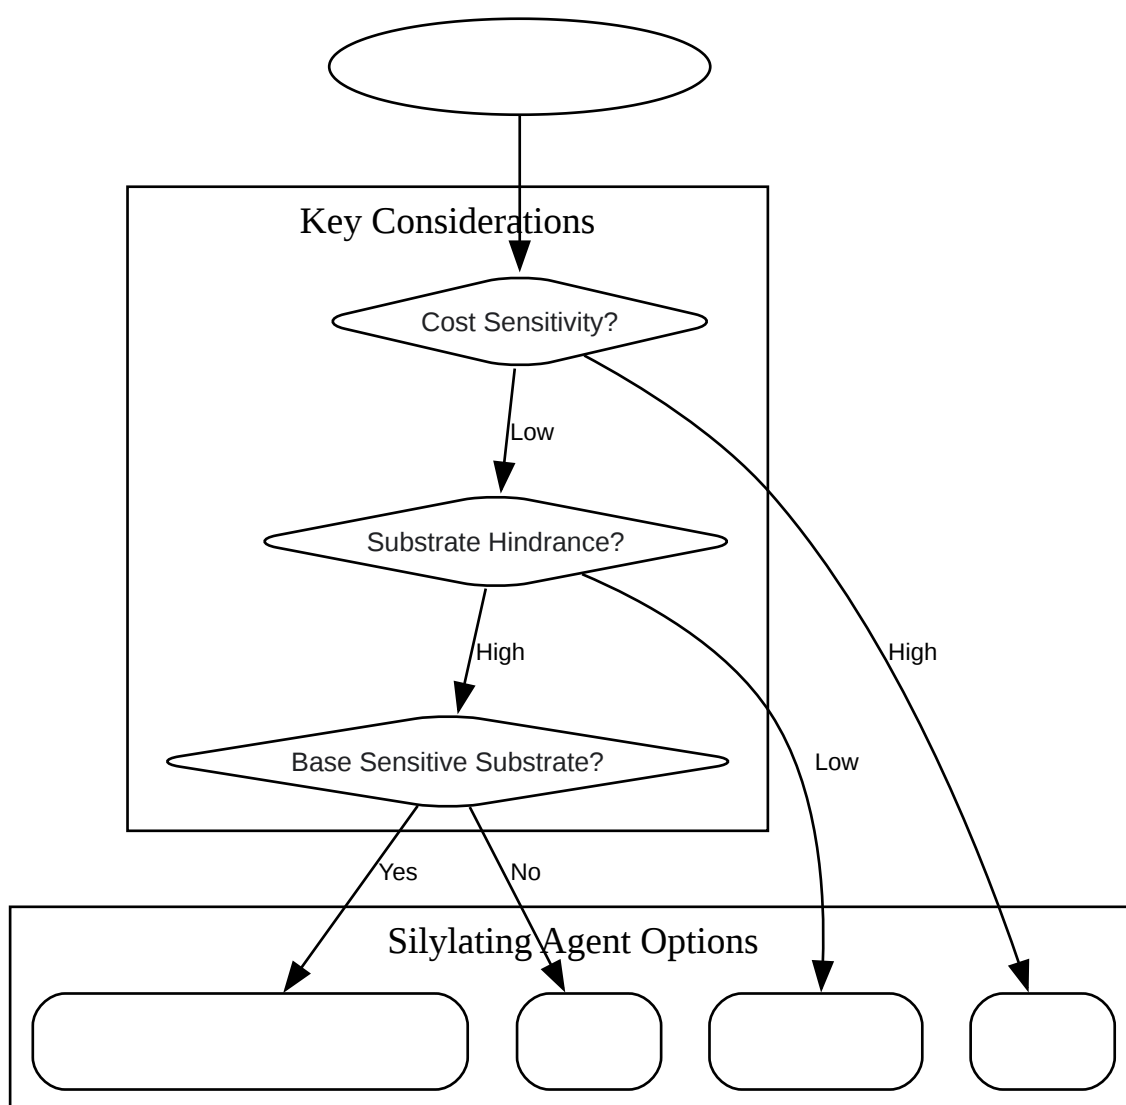 Key Considerations
Cost Sensitivity?
Low
Substrate Hindrance?
High
High
Base Sensitive Substrate?
Low
Yes
No
Silylating Agent Options